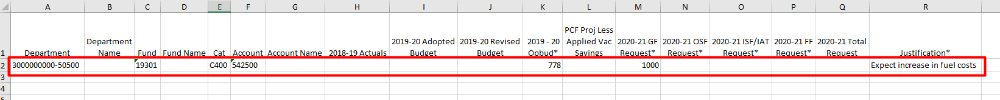 A B C D E F G H I J K L M N O P Q R
PCF Proj Less
Department 2019-20 Adopted 2019-20 Revised 2019 - 20 Applied Vac 2020-21 GF 2020-21 OSF 2020-21 ISF/IAT 2020-21 FF 2020-21 Total
1 Department Name Fund Fund Name Cat Account Account Name 2018-19 Actuals Budget Budget Opbud* Savings Request* Request* Request* Request* Request Justification*
2 3000000000-50500 19301 C400 542500 778 1000 Expect increase in fuel costs
3
4
5